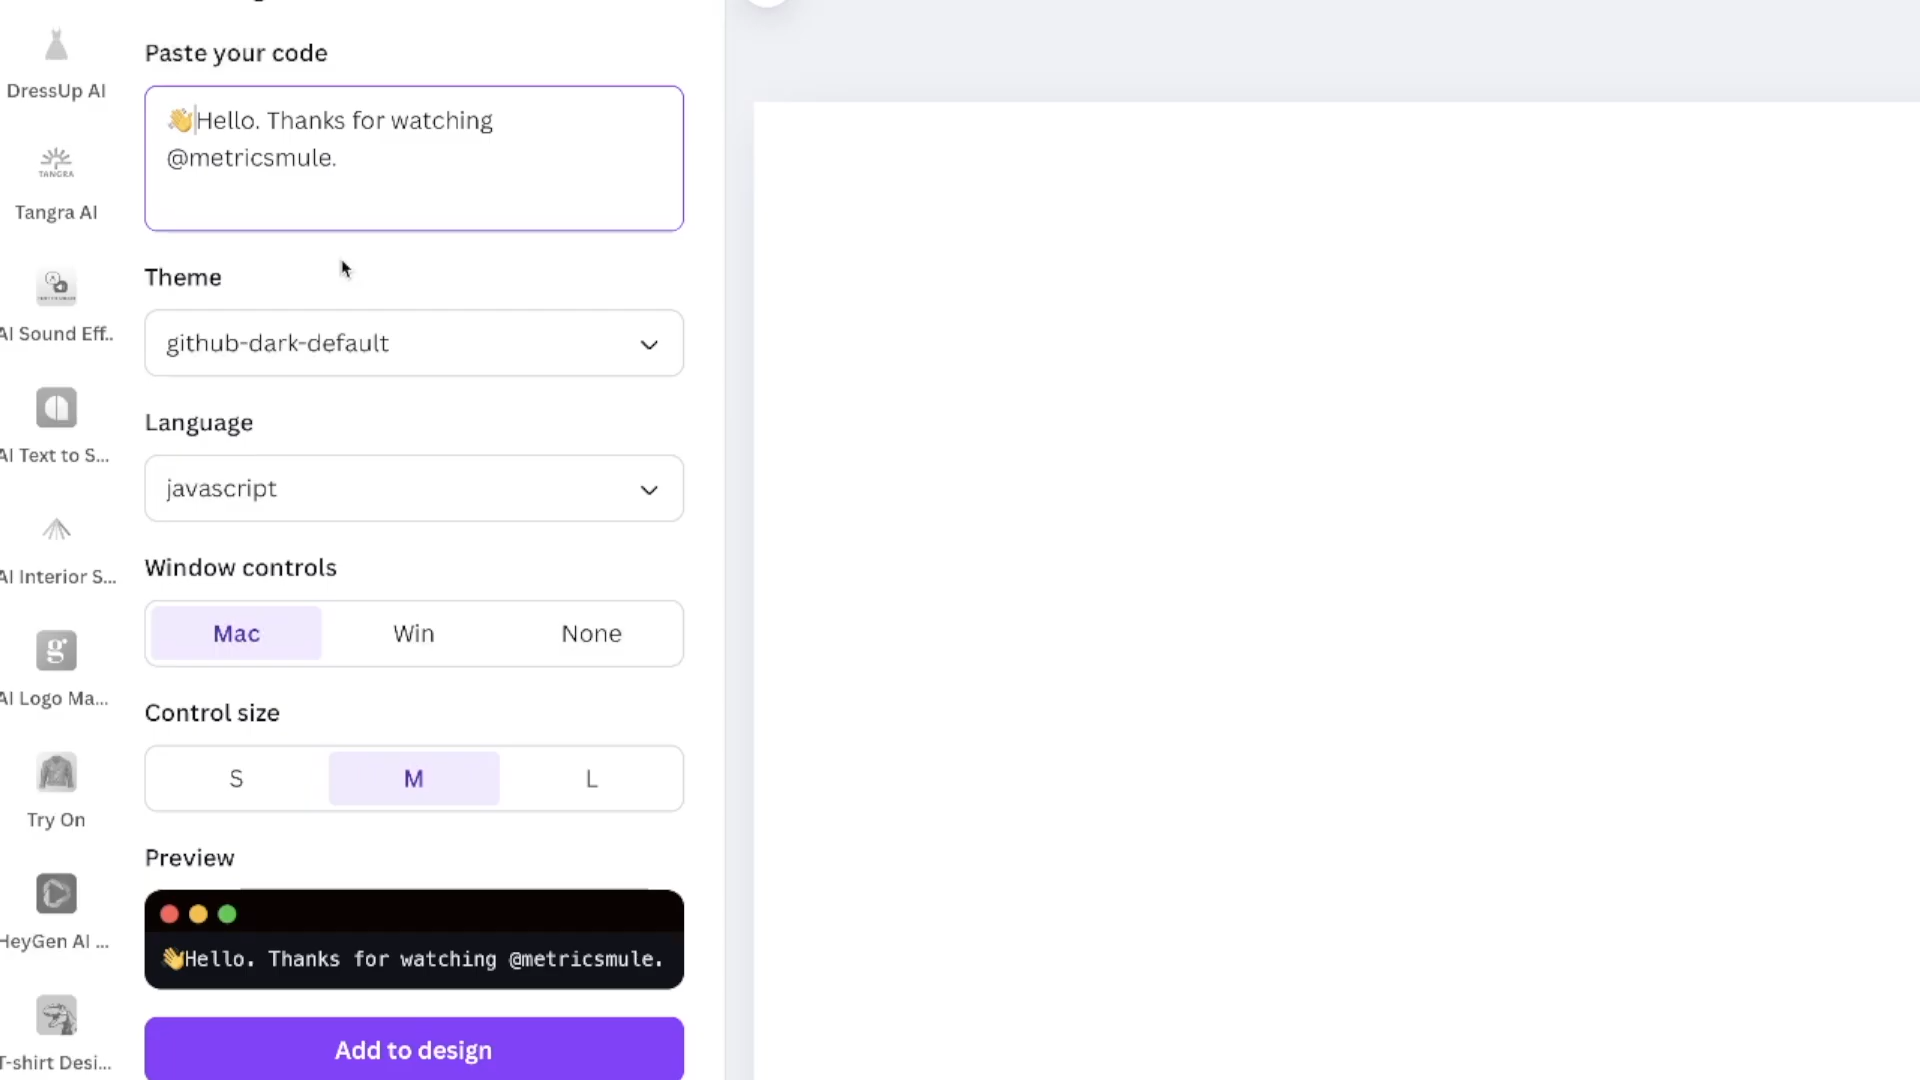 DressUp AI
TANGRA
Tangra AI
AI Sound Eff..
AI Text to S...
AI Interior S...
g
AI Logo Ma...
Try On
HeyGen AI ...
T-shirt Desi...
Paste your code
👋Hello. Thanks for watching
@metricsmule.
Theme
github-dark-default
Language
javascript
Window controls
Mac Win None
Control size
S M L
Preview
👋Hello. Thanks for watching @metricsmule.
Add to design